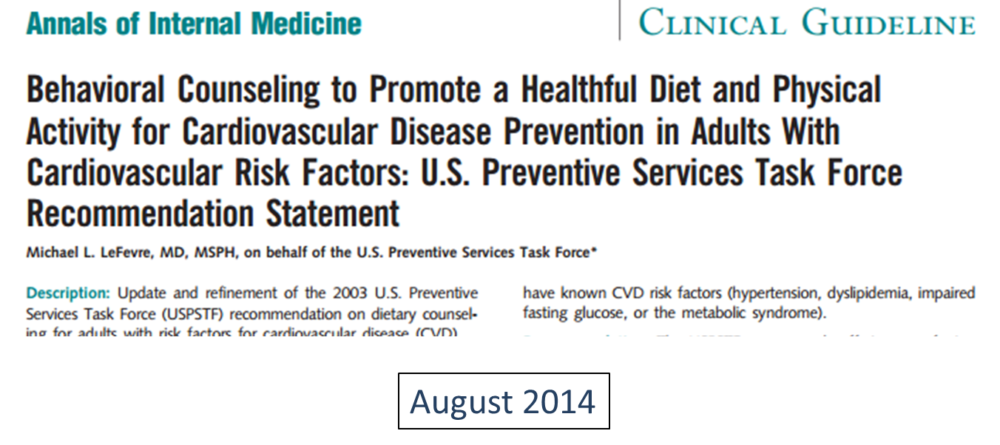 Annals of Internal Medicine
CLINICAL GUIDELINE
Behavioral Counseling to Promote a Healthful Diet and Physical
Activity for Cardiovascular Disease Prevention in Adults With
Cardiovascular Risk Factors: U.S. Preventive Services Task Force
Recommendation Statement
Michael L. LeFevre, MD, MSPH, on behalf of the U.S. Preventive Services Task Force*
Description: Update and refinement of the 2003 U.S. Preventive
Services Task Force (USPSTF) recommendation on dietary counsel-
ing for adults with risk factors for cardiovascular disease (CVD)
have known CVD risk factors (hypertension, dyslipidemia, impaired
fasting glucose, or the metabolic syndrome).
August 2014